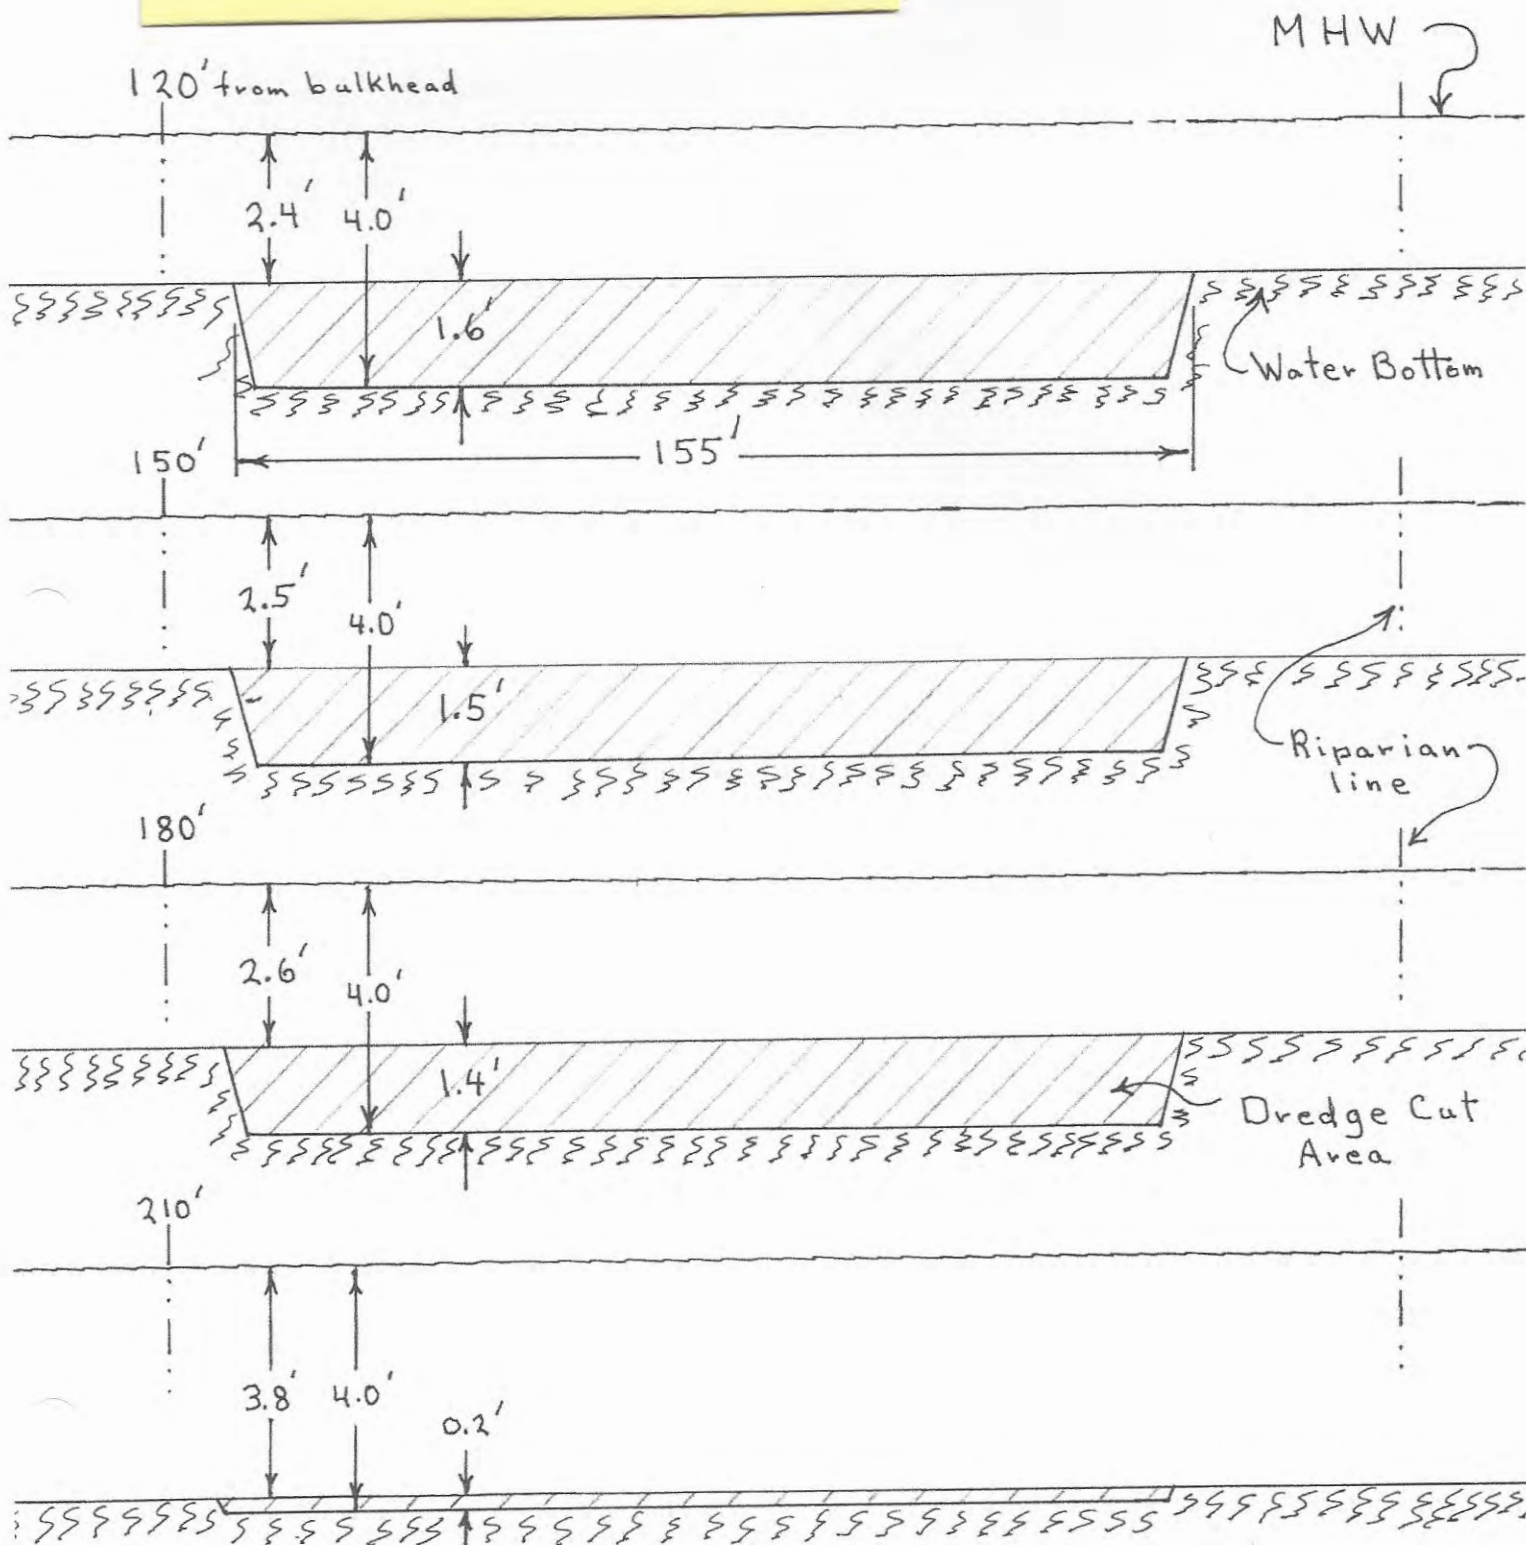 MHW
120' from bulkhead
2.4' 4.0'
1.6'
Water Bottom
155'
150'
2.5'
4.0'
1.5'
Riparian
line
180'
2.6'
4.0'
1.4'
Dredge Cut
Area
210'
3.8' 4.0'
0.2'